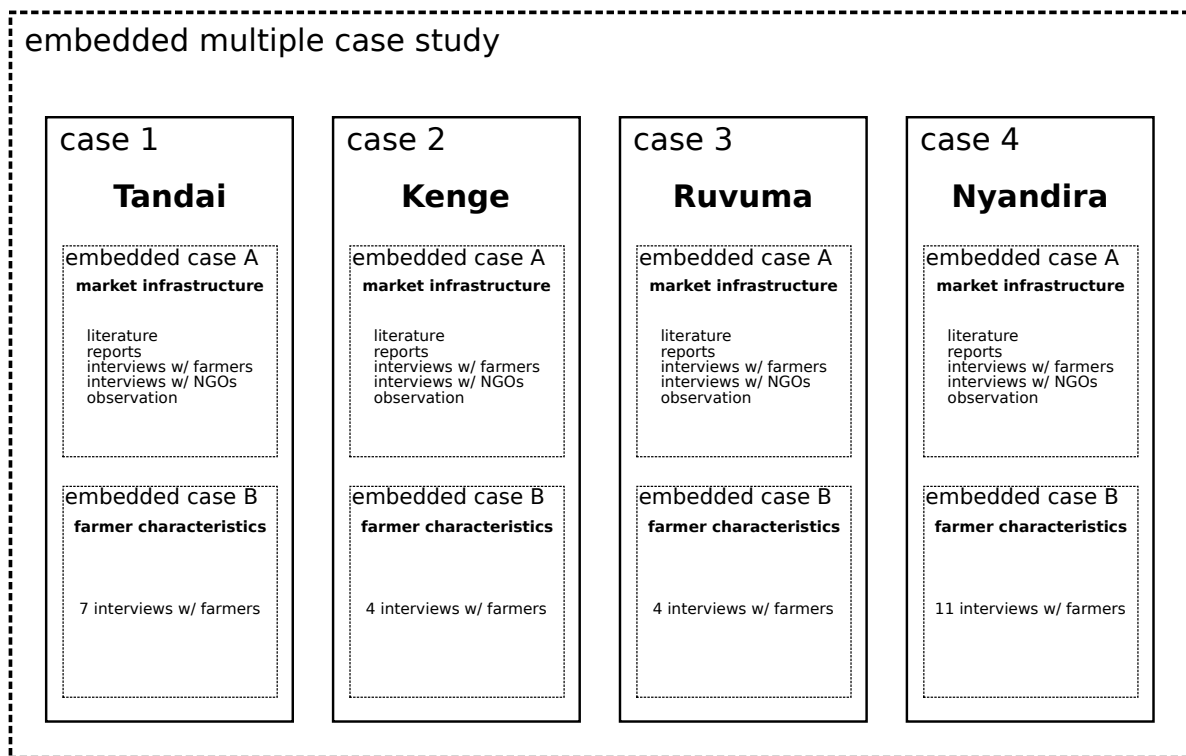 embedded multiple case study
case 1
Tandai
embedded case A
market infrastructure
literature
reports
interviews w/ farmers
interviews w/ NGOs
observation
embedded case B
farmer characteristics
7 interviews w/ farmers
case 2
Kenge
embedded case A
market infrastructure
literature
reports
interviews w/ farmers
interviews w/ NGOs
observation
embedded case B
farmer characteristics
4 interviews w/ farmers
case 3
Ruvuma
embedded case A
market infrastructure
literature
reports
interviews w/ farmers
interviews w/ NGOs
observation
embedded case B
farmer characteristics
4 interviews w/ farmers
case 4
Nyandira
embedded case A
market infrastructure
literature
reports
interviews w/ farmers
interviews w/ NGOs
observation
embedded case B
farmer characteristics
11 interviews w/ farmers